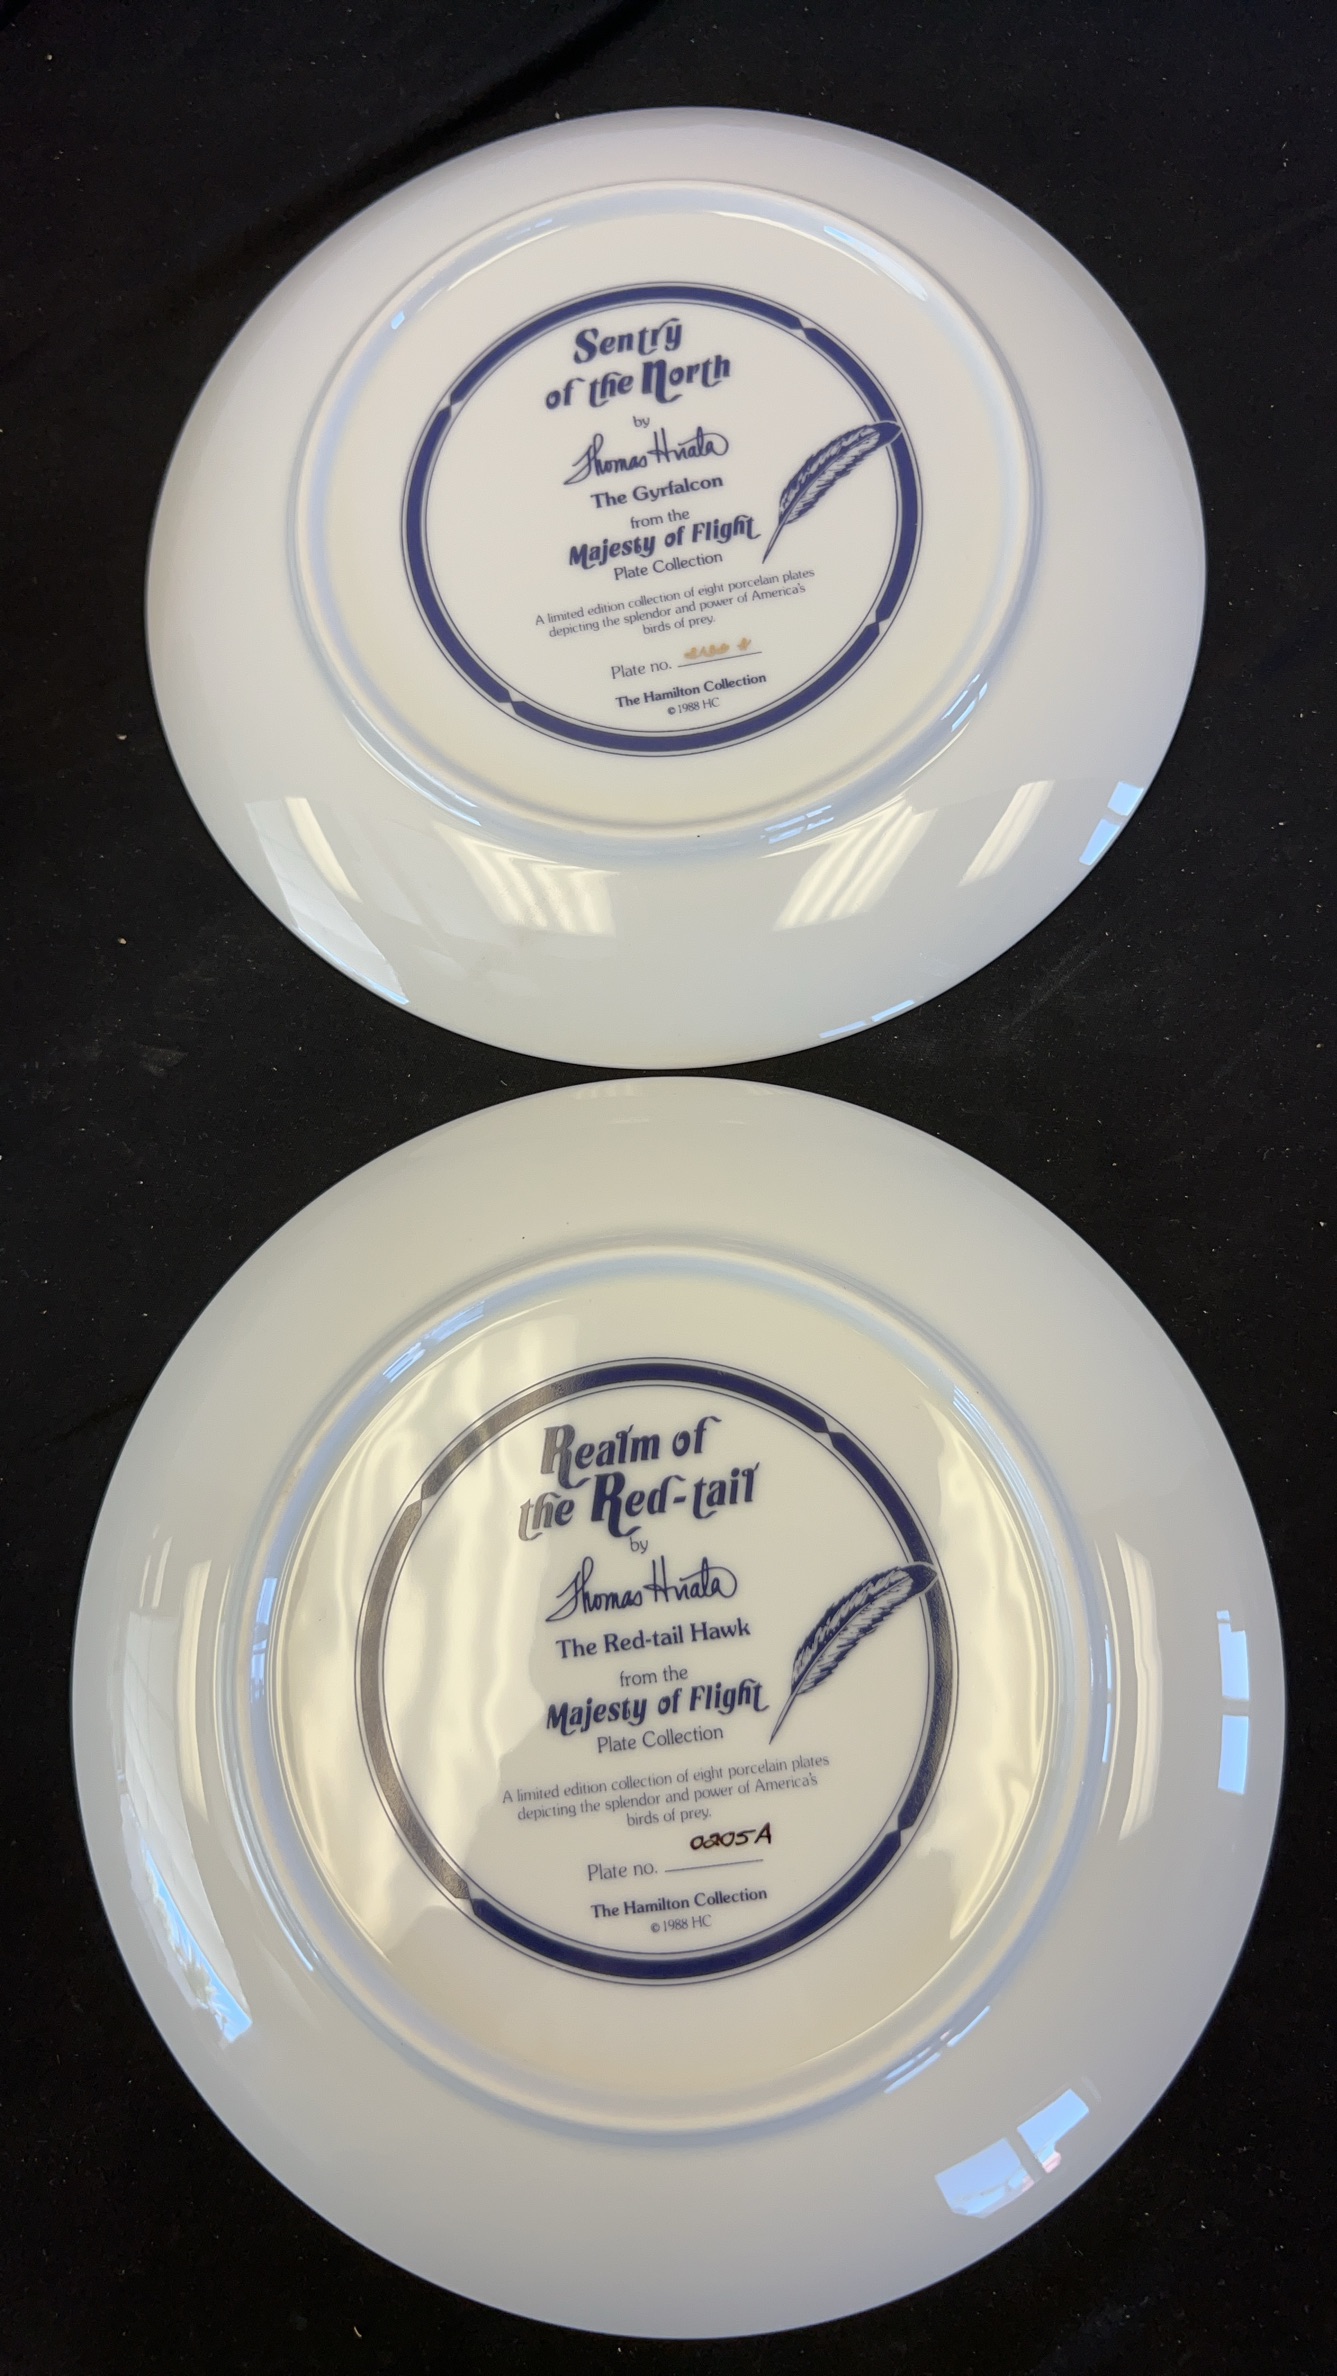 Sentry
of the North
by
Thomas Hirata
The Gyrfalcon
from the
Majesty of Flight
Plate Collection
A limited edition collection of eight porcelain plates
depicting the splendor and power of America's
birds of prey.
Plate no.
The Hamilton Collection
© 1988 HC
Realm of
the Red-tail
by
Thomas Hirata
The Red-tail Hawk
from the
Majesty of Flight
Plate Collection
A limited edition collection of eight porcelain plates
depicting the splendor and power of America's
birds of prey.
0205A
Plate no.
The Hamilton Collection
© 1988 HC